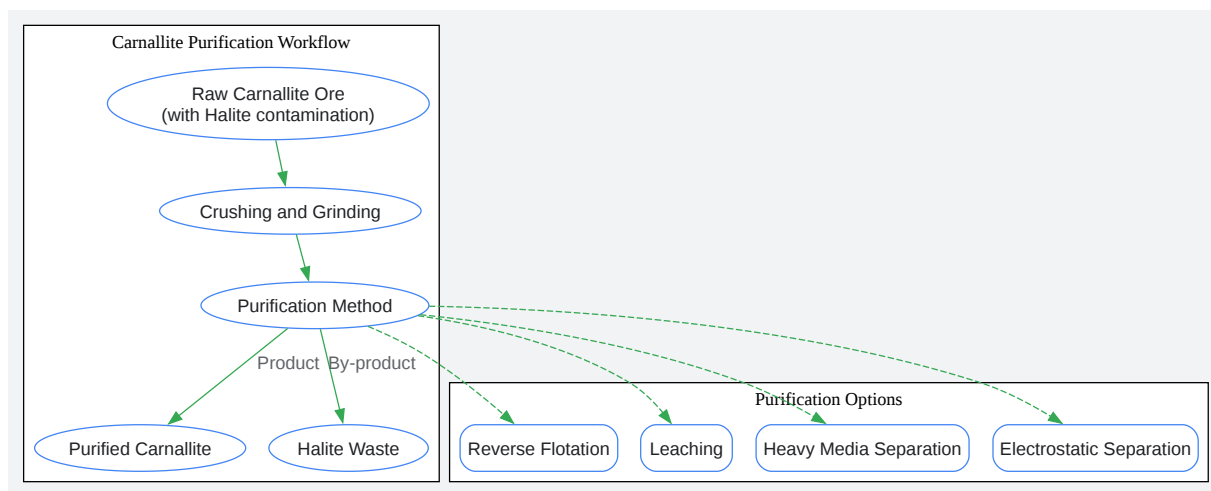 Carnallite Purification Workflow
Raw Carnallite Ore
(with Halite contamination)
Crushing and Grinding
Purification Method
Product
By-product
Purification Options
Purified Carnallite
Halite Waste
Reverse Flotation
Leaching
Heavy Media Separation
Electrostatic Separation